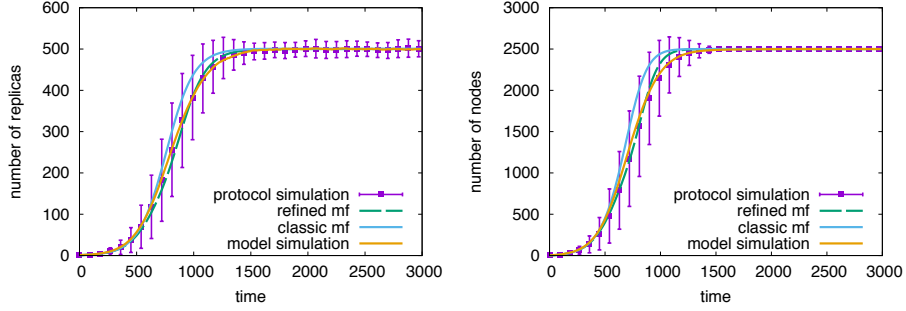 600
500
400
300
200
100
0
number of replicas
protocol simulation
refined mf
classic mf
model simulation
0 500 1000 1500 2000 2500 3000
time
3000
2500
2000
1500
1000
500
0
number of nodes
protocol simulation
refined mf
classic mf
model simulation
0 500 1000 1500 2000 2500 3000
time